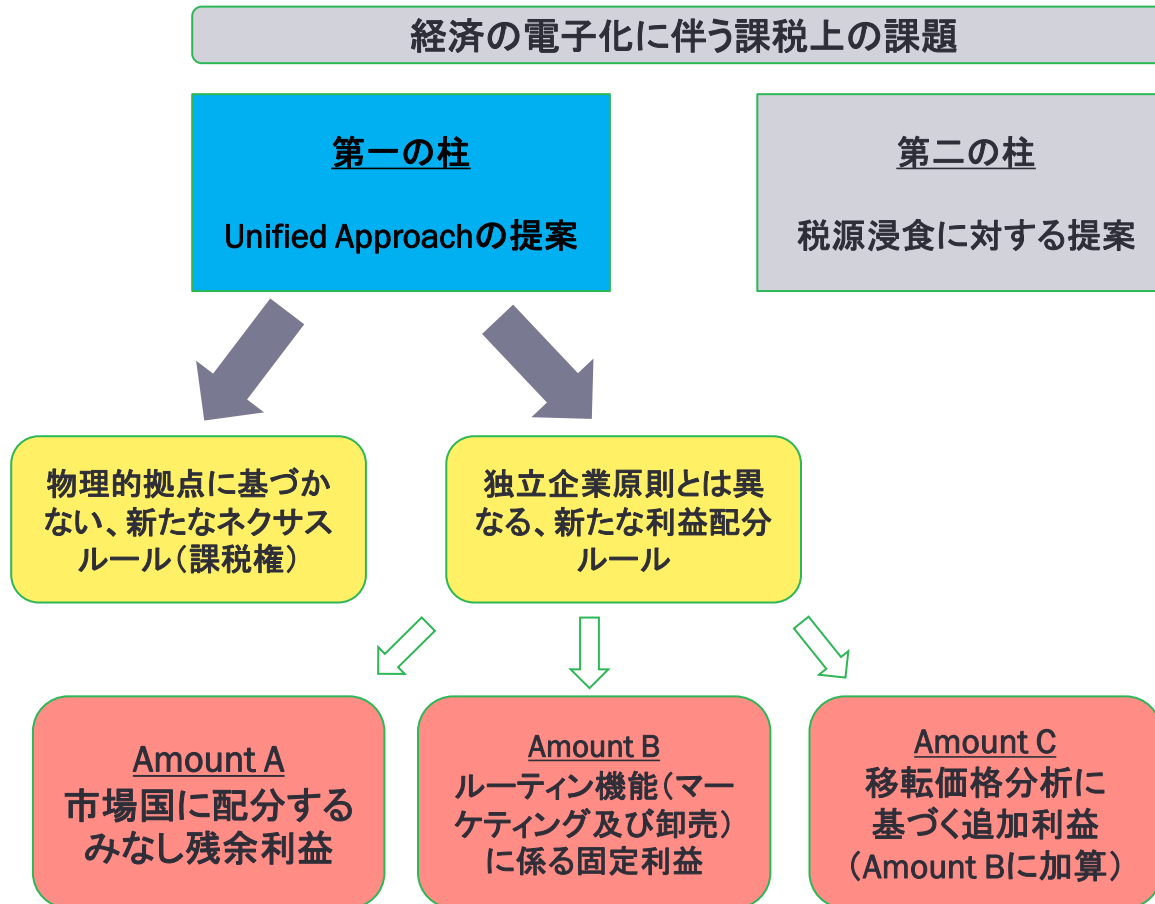 経済の電子化に伴う課税上の課題
第一の柱
Unified Approachの提案
第二の柱
税源浸食に対する提案
物理的拠点に基づか
ない、新たなネクサス
ルール（課税権）
独立企業原則とは異
なる、新たな利益配分
ルール
Amount A
市場国に配分する
みなし残余利益
Amount B
ルーティン機能（マー
ケティング及び卸売）
に係る固定利益
Amount C
移転価格分析に
基づく追加利益
（Amount Bに加算）